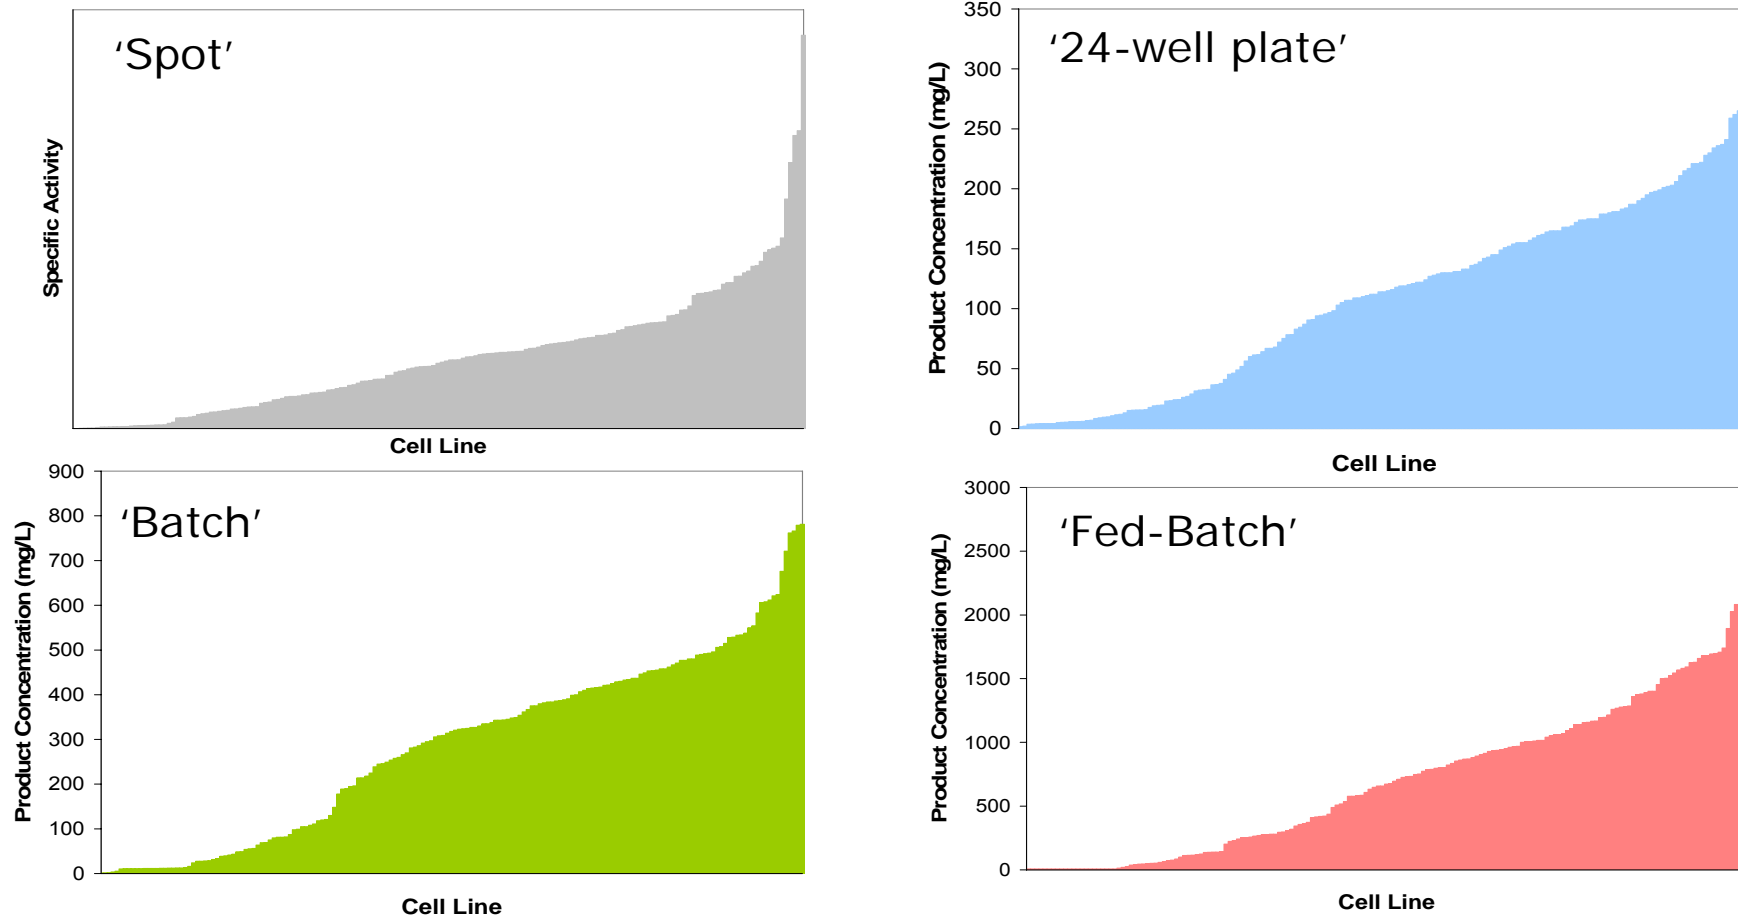 ‘Spot’
Specific Activity
Cell Line
‘24-well plate’
Product Concentration (mg/L)
350
300
250
200
150
100
50
0
Cell Line
‘Batch’
Product Concentration (mg/L)
900
800
700
600
500
400
300
200
100
0
Cell Line
‘Fed-Batch’
Product Concentration (mg/L)
3000
2500
2000
1500
1000
500
0
Cell Line